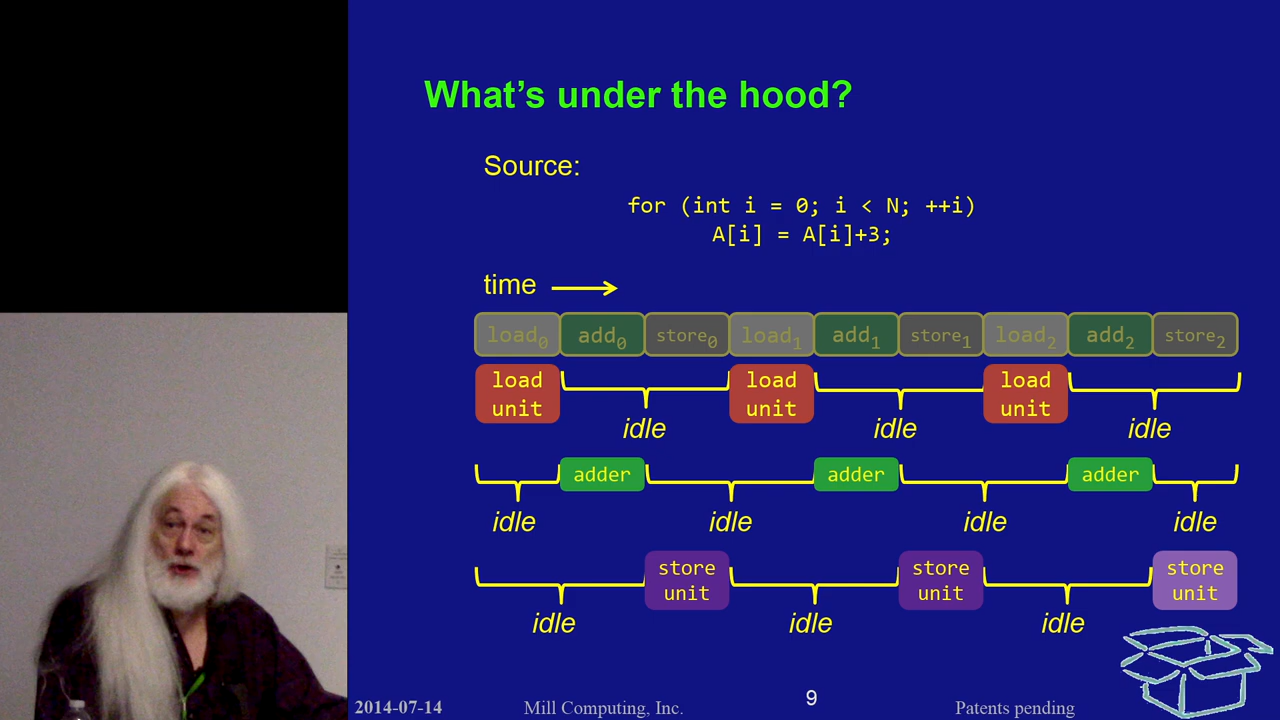 What's under the hood?
Source:
for (int i = 0; i < N; ++i)
A[i] = A[i]+3;
time
load0 add0 store0 load1 add1 store1 load2 add2 store2
load unit load unit load unit
idle idle idle
adder adder adder
idle idle idle idle
store unit store unit store unit
idle idle idle
2014-07-14 Mill Computing, Inc. 9 Patents pending